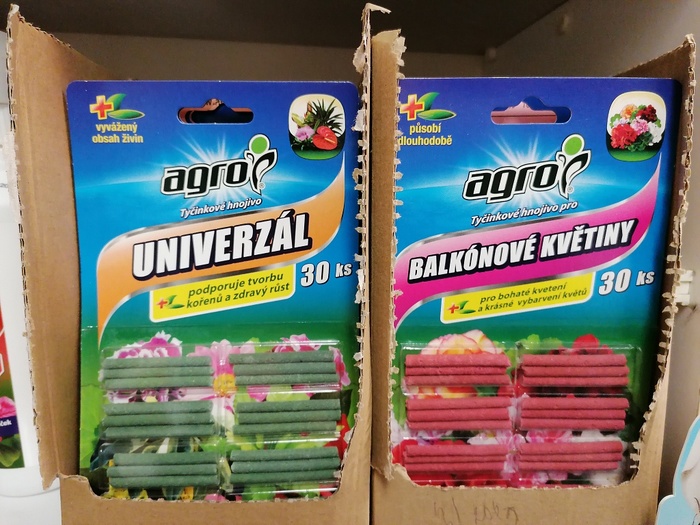 vyvážený
obsah živin
agro
Tyčinkové hnojivo
UNIVERZÁL
30 ks
podporuje tvorbu
kořenů a zdravý růst
působí
dlouhodobě
agro
Tyčinkové hnojivo pro
BALKÓNOVÉ KVĚTINY
30 ks
pro bohaté kvetení
a krásné vybarvení květů